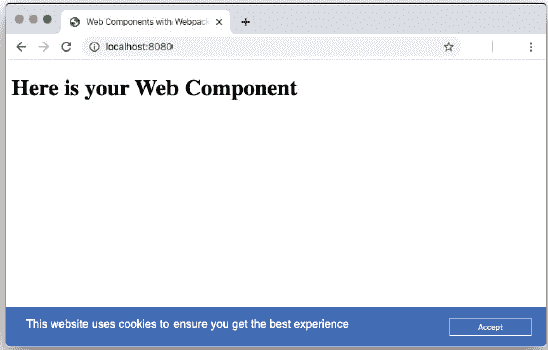 Web Components with Webpack
localhost:8080
Here is your Web Component
This website uses cookies to ensure you get the best experience
Accept